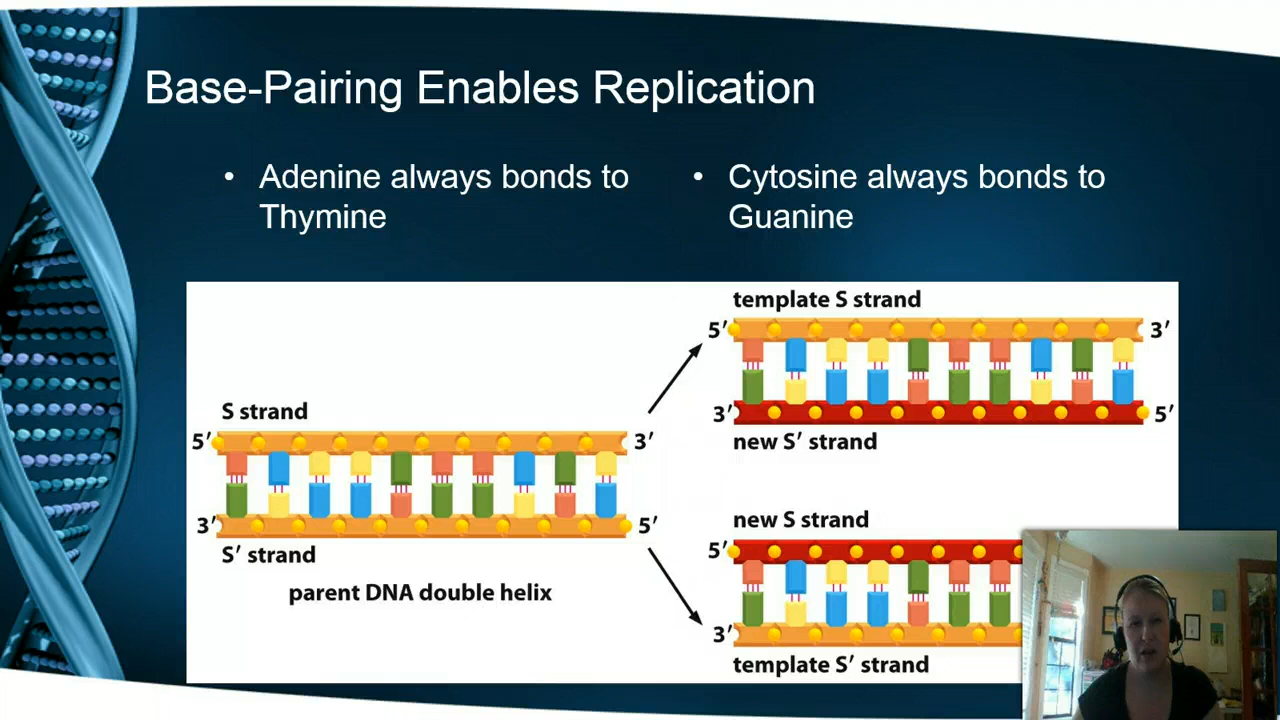 Base-Pairing Enables Replication
• Adenine always bonds to
Thymine
• Cytosine always bonds to
Guanine
template S strand
5′ 3′
3′ 5′
new S′ strand
S strand
5′ 3′
3′ 5′
S′ strand
parent DNA double helix
new S strand
5′
3′
template S′ strand